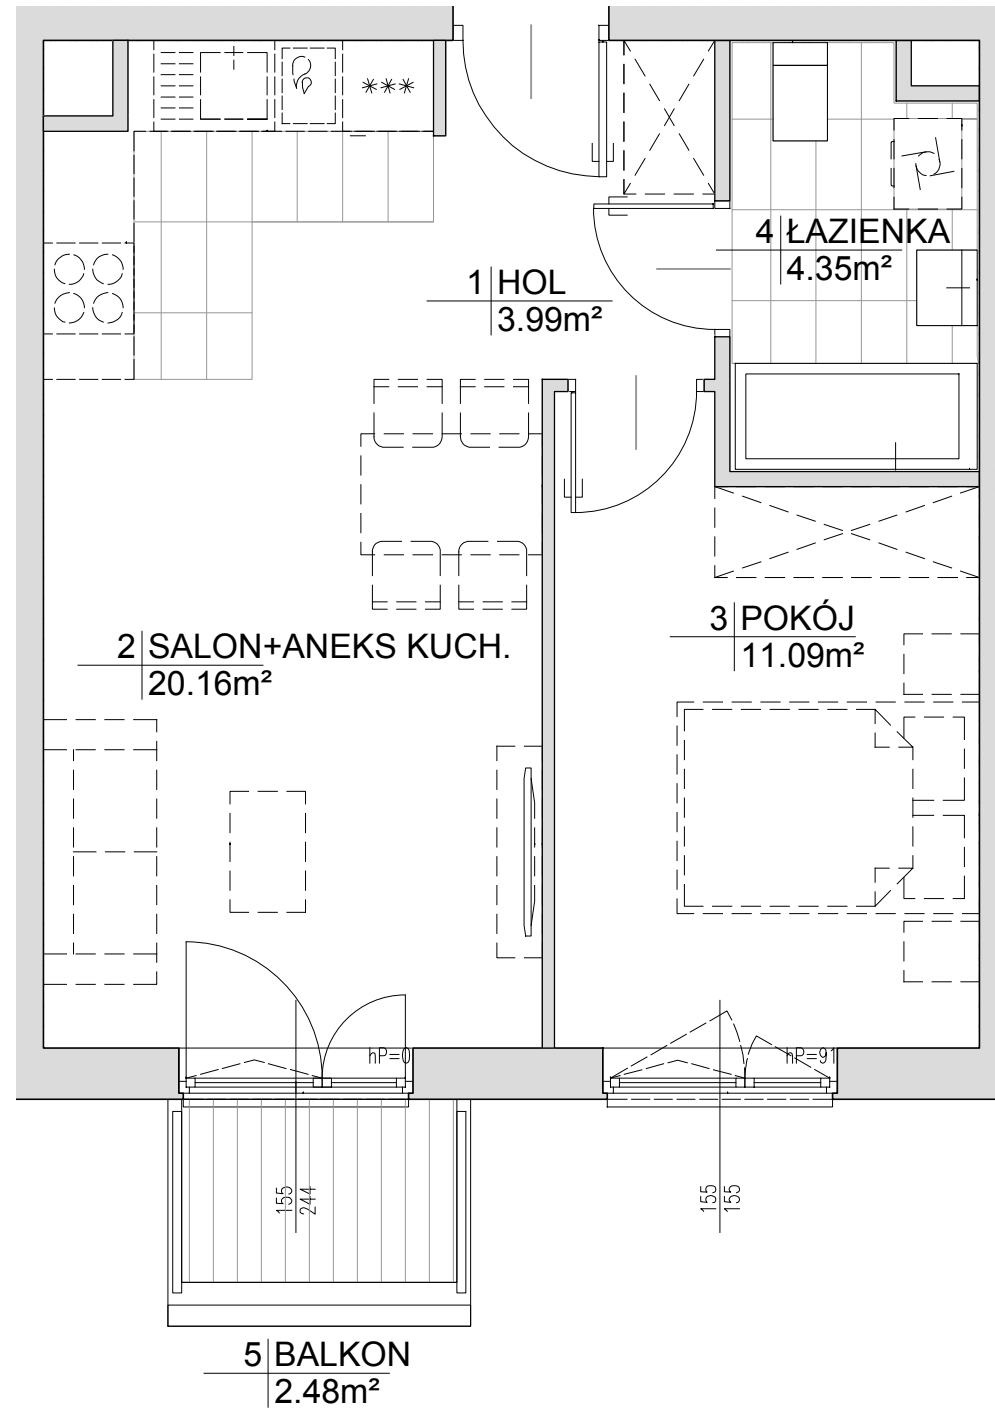 ***
4 ŁAZIENKA
4.35m²
1 HOL
3.99m²
3 POKÓJ
11.09m²
2 SALON+ANEKS KUCH.
20.16m²
hP=0
hP=91
155
244
155
155
5 BALKON
2.48m²